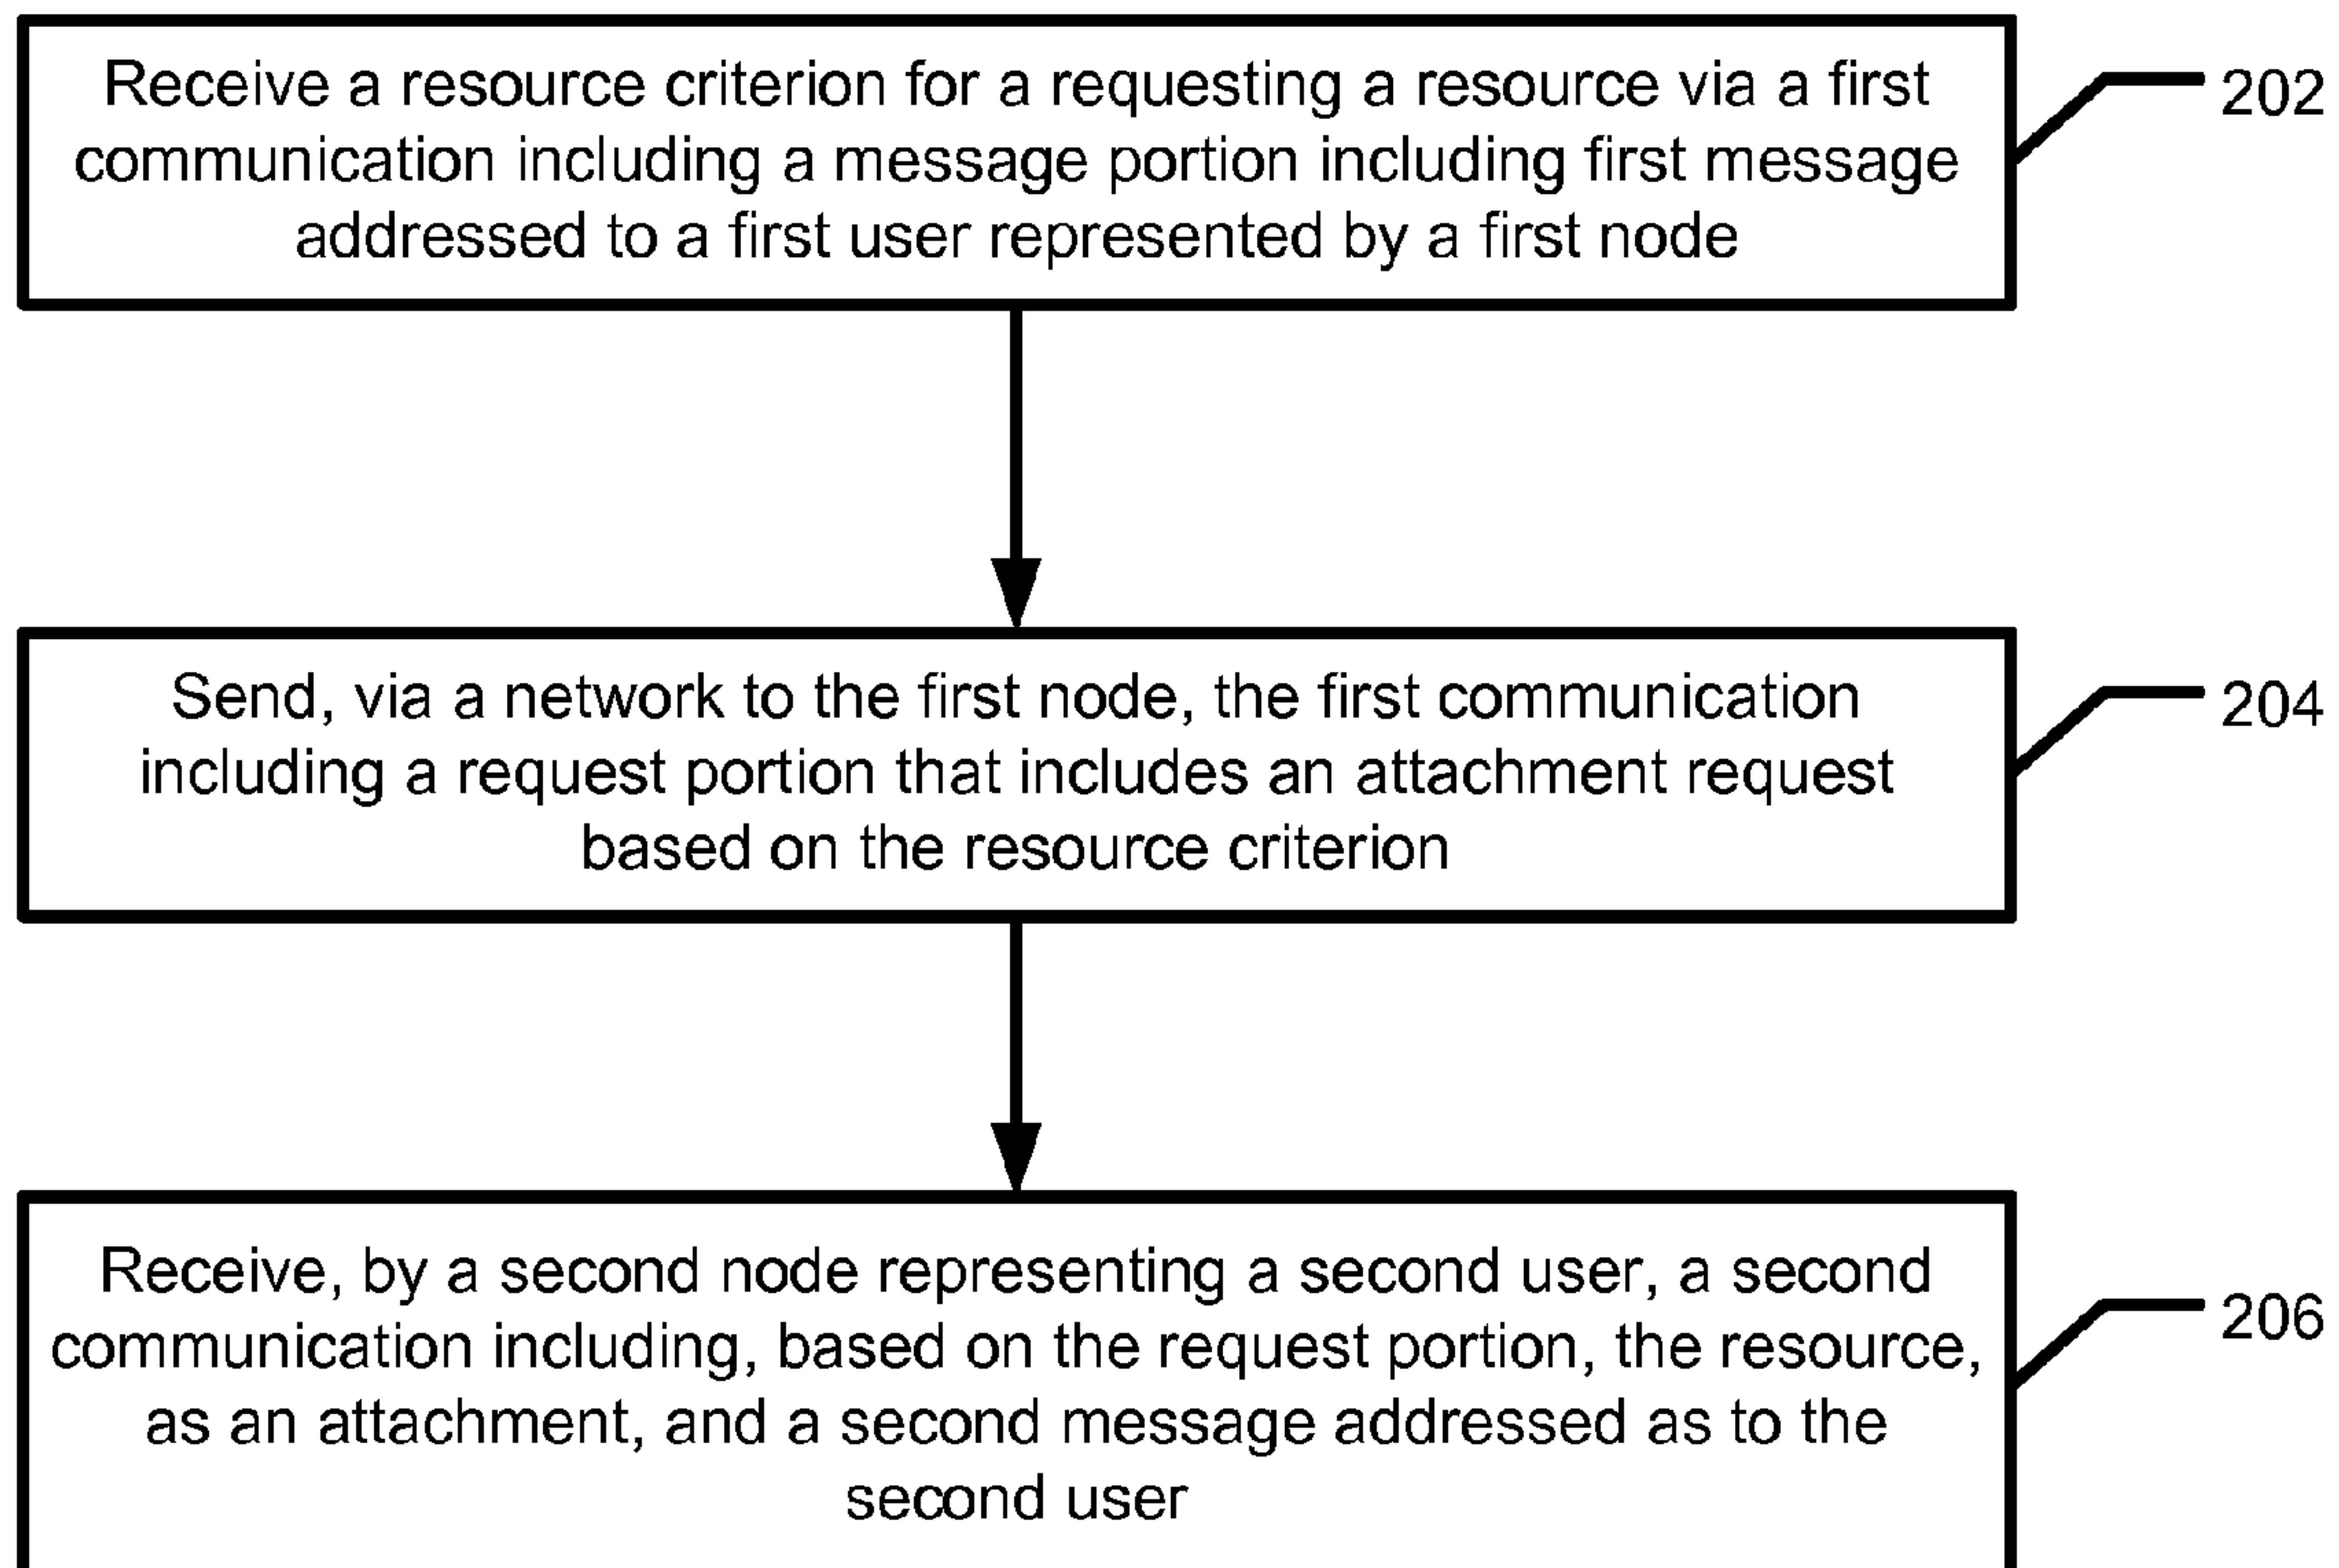 Receive a resource criterion for a requesting a resource via a first
communication including a message portion including first message
addressed to a first user represented by a first node
202
Send, via a network to the first node, the first communication
including a request portion that includes an attachment request
based on the resource criterion
204
Receive, by a second node representing a second user, a second
communication including, based on the request portion, the resource,
as an attachment, and a second message addressed as to the
second user
206